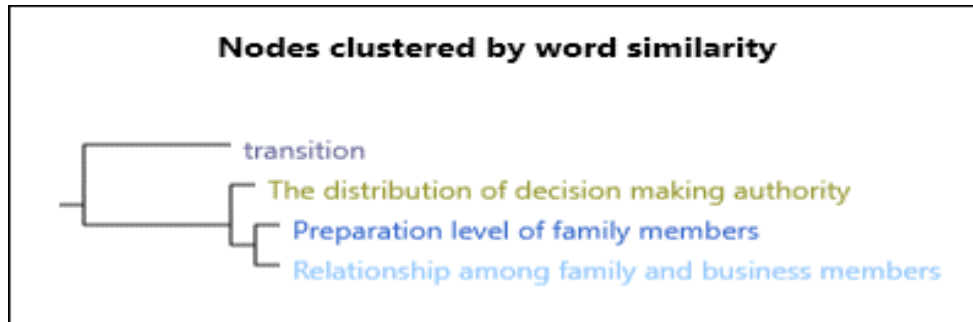 Nodes clustered by word similarity
transition
The distribution of decision making authority
Preparation level of family members
Relationship among family and business members